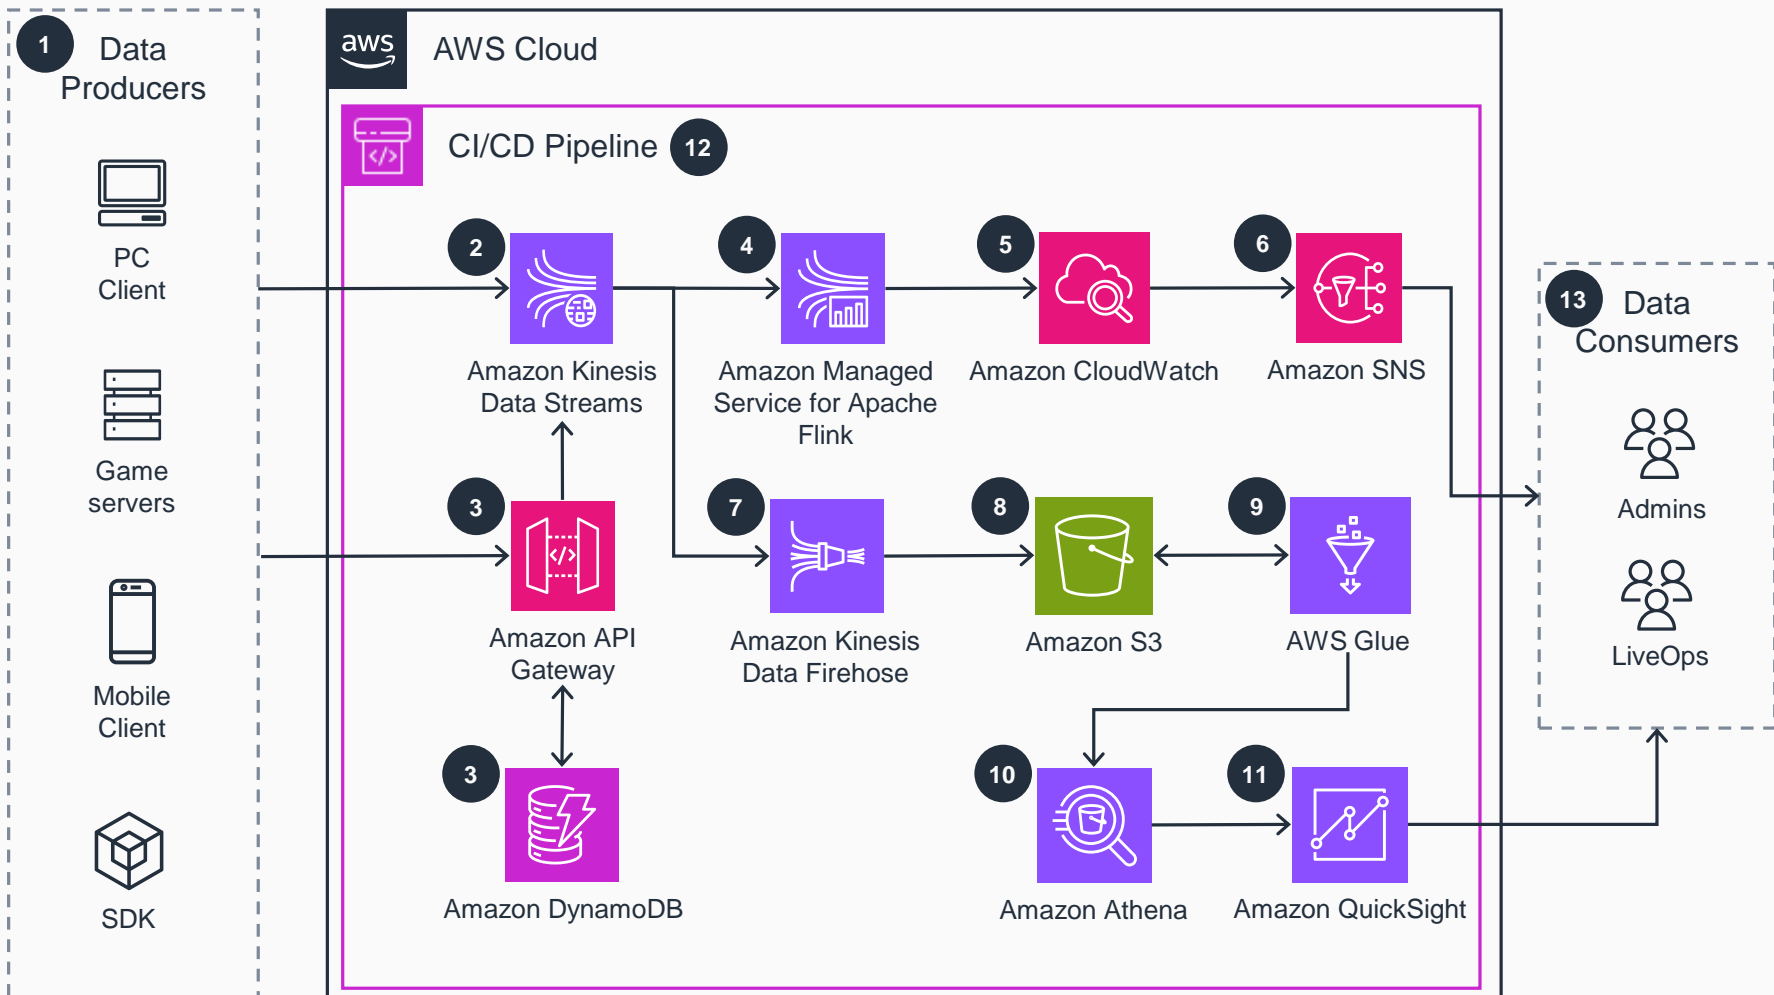 1
Data
Producers
PC
Client
Game
servers
Mobile
Client
SDK
aws
AWS Cloud
</>
CI/CD Pipeline
12
2
Amazon Kinesis
Data Streams
4
Amazon Managed
Service for Apache
Flink
5
Amazon CloudWatch
6
Amazon SNS
3
</>
Amazon API
Gateway
7
Amazon Kinesis
Data Firehose
8
Amazon S3
9
AWS Glue
3
Amazon DynamoDB
10
Amazon Athena
11
Amazon QuickSight
13
Data
Consumers
Admins
LiveOps